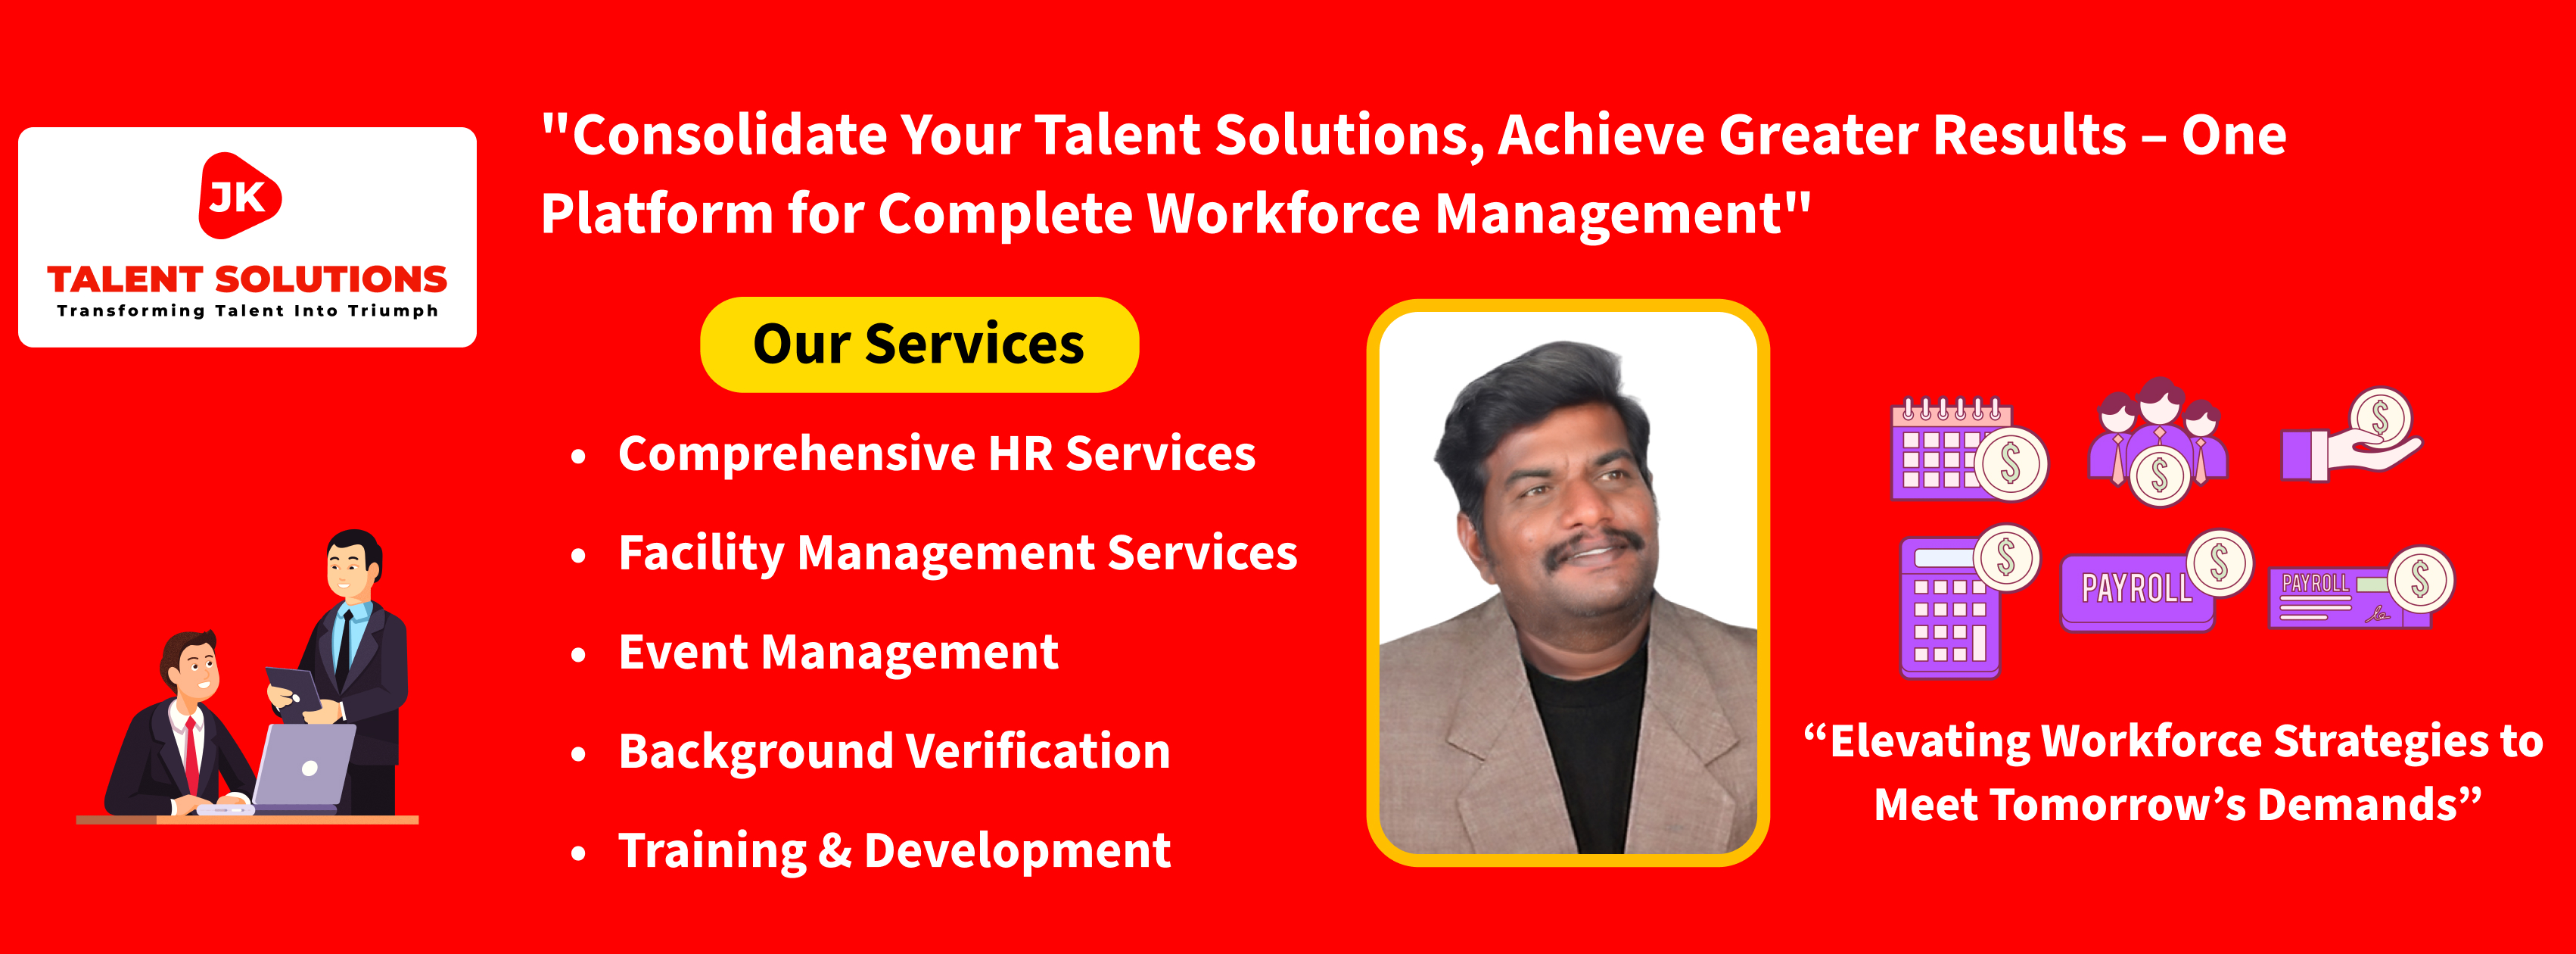 JK
TALENT SOLUTIONS
Transforming Talent Into Triumph
"Consolidate Your Talent Solutions, Achieve Greater Results – One
Platform for Complete Workforce Management"
Our Services
• Comprehensive HR Services
• Facility Management Services
• Event Management
• Background Verification
• Training & Development
$
$
$
$
PAYROLL $
PAYROLL $
“Elevating Workforce Strategies to
Meet Tomorrow’s Demands”